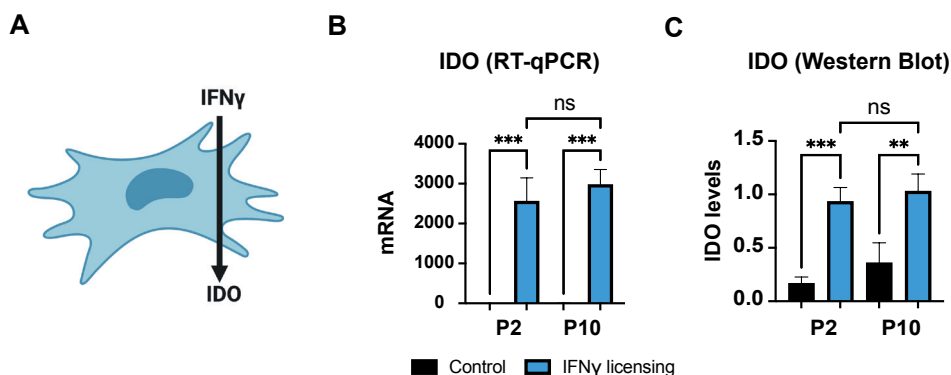 A
IFNγ
IDO
B
IDO (RT-qPCR)
ns
*** ***
4000
3000
2000
1000
0
mRNA
P2 P10
C
IDO (Western Blot)
ns
*** **
1.5
1.0
0.5
0.0
IDO levels
P2 P10
Control IFNγ licensing